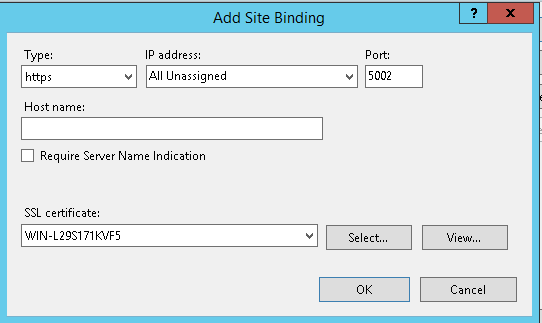 Add Site Binding
? x
Type: IP address: Port:
https All Unassigned 5002
Host name:
Require Server Name Indication
SSL certificate:
WIN-L29S171KVF5 Select... View...
OK Cancel